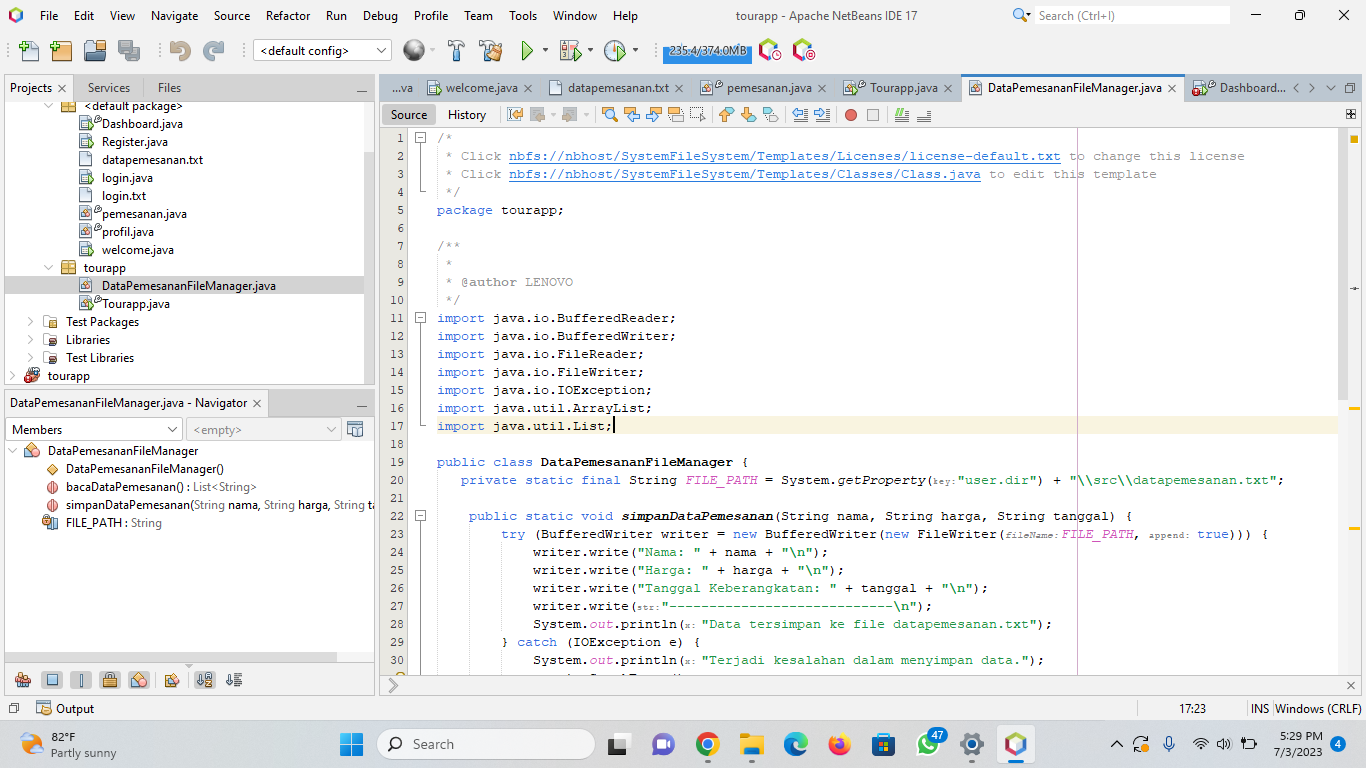 File Edit View Navigate Source Refactor Run Debug Profile Team Tools Window Help
tourapp - Apache NetBeans IDE 17
Search (Ctrl+I)
<default config>
235.4/374.0MB
Projects
Services
Files
...va
welcome.java
datapemesanan.txt
pemesanan.java
Tourapp.java
DataPemesananFileManager.java
Dashboard...
<default package>
Dashboard.java
Register.java
datapemesanan.txt
login.java
login.txt
pemesanan.java
profil.java
welcome.java
tourapp
DataPemesananFileManager.java
Tourapp.java
Test Packages
Libraries
Test Libraries
tourapp
DataPemesananFileManager.java - Navigator
Members
<empty>
DataPemesananFileManager
DataPemesananFileManager()
bacaDataPemesanan() : List<String>
simpanDataPemesanan(String nama, String harga, String ta
FILE_PATH : String
Source
History
1 /*
2 * Click nbfs://nbhost/SystemFileSystem/Templates/Licenses/license-default.txt to change this license
3 * Click nbfs://nbhost/SystemFileSystem/Templates/Classes/Class.java to edit this template
4 */
5 package tourapp;
6
7 /**
8 *
9 * @author LENOVO
10 */
11 import java.io.BufferedReader;
12 import java.io.BufferedWriter;
13 import java.io.FileReader;
14 import java.io.FileWriter;
15 import java.io.IOException;
16 import java.util.ArrayList;
17 import java.util.List;
18
19 public class DataPemesananFileManager {
20 private static final String FILE_PATH = System.getProperty(key:"user.dir") + "\\src\\datapemesanan.txt";
21
22 public static void simpanDataPemesanan(String nama, String harga, String tanggal) {
23 try (BufferedWriter writer = new BufferedWriter(new FileWriter(fileName:FILE_PATH, append: true))) {
24 writer.write("Nama: " + nama + "\n");
25 writer.write("Harga: " + harga + "\n");
26 writer.write("Tanggal Keberangkatan: " + tanggal + "\n");
27 writer.write(str:"----------------------------\n");
28 System.out.println(x: "Data tersimpan ke file datapemesanan.txt");
29 } catch (IOException e) {
30 System.out.println(x: "Terjadi kesalahan dalam menyimpan data.");
Output
17:23
INS
Windows (CRLF)
82°F
Partly sunny
Search
47
5:29 PM
7/3/2023
4